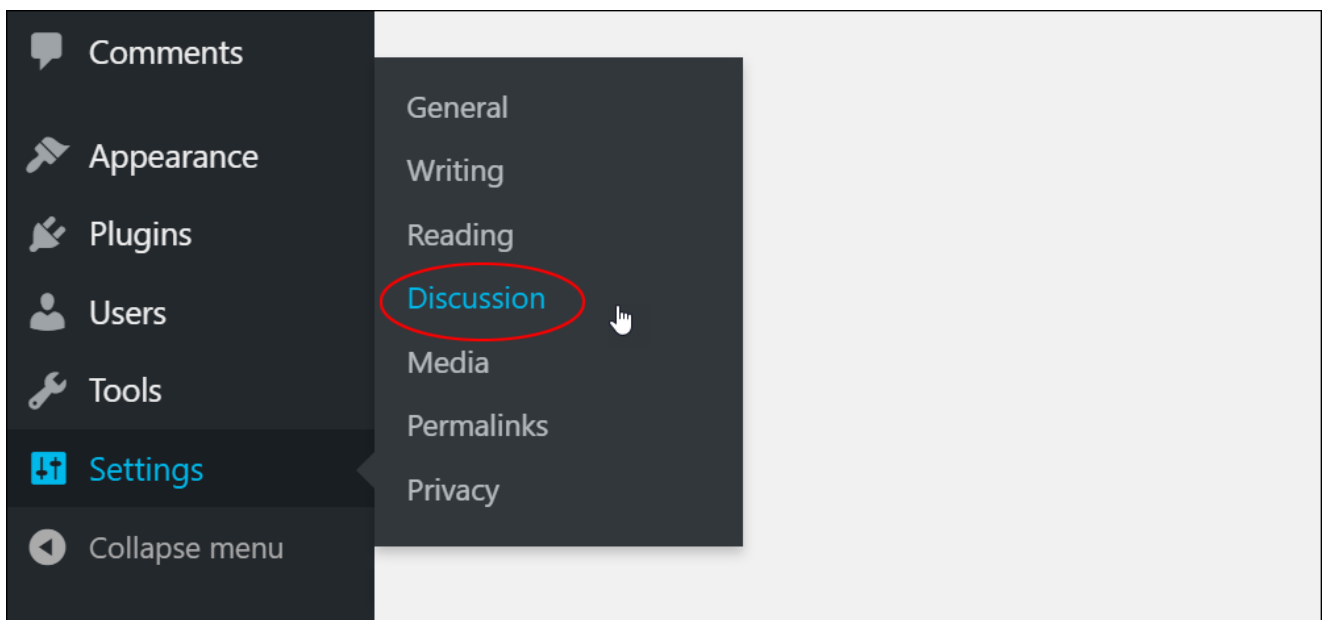 Comments
Appearance
Plugins
Users
Tools
Settings
Collapse menu
General
Writing
Reading
Discussion
Media
Permalinks
Privacy